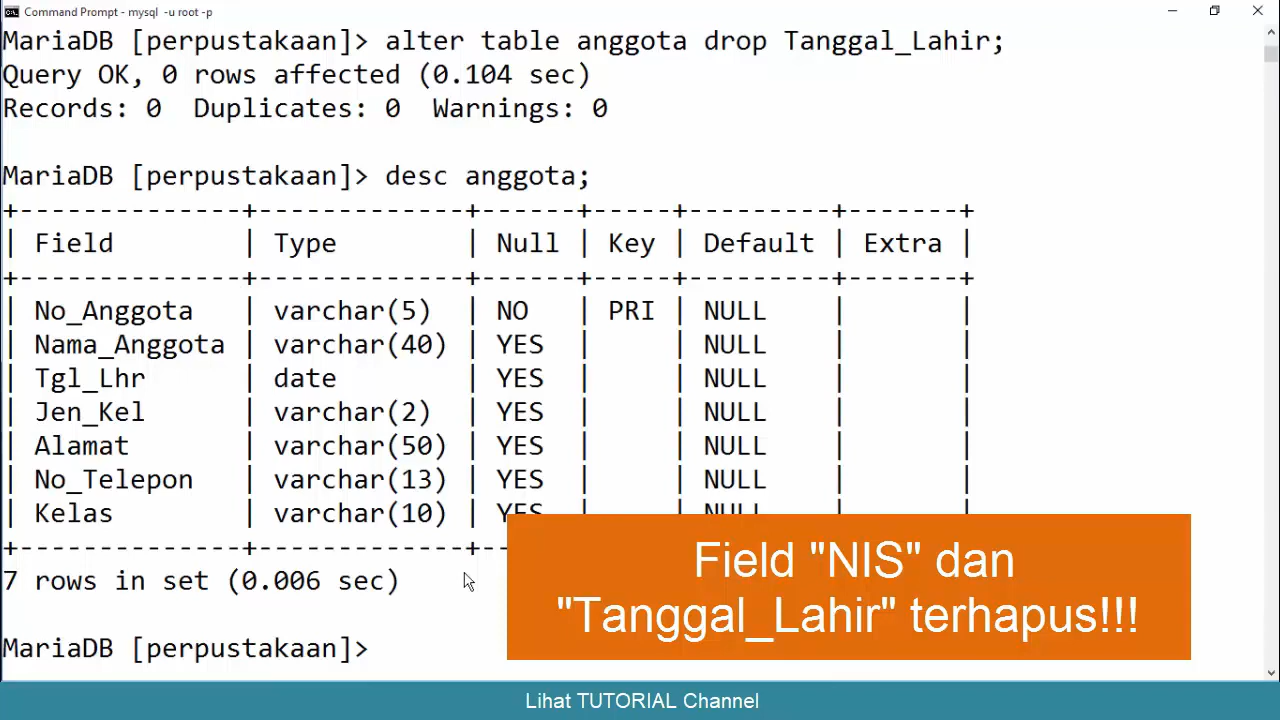 Command Prompt - mysql -u root -p
MariaDB [perpustakaan]> alter table anggota drop Tanggal_Lahir;
Query OK, 0 rows affected (0.104 sec)
Records: 0  Duplicates: 0  Warnings: 0
MariaDB [perpustakaan]> desc anggota;
+--------------+-------------+------+-----+---------+-------+
| Field        | Type        | Null | Key | Default | Extra |
+--------------+-------------+------+-----+---------+-------+
| No_Anggota   | varchar(5)  | NO   | PRI | NULL    |       |
| Nama_Anggota | varchar(40) | YES  |     | NULL    |       |
| Tgl_Lhr      | date        | YES  |     | NULL    |       |
| Jen_Kel      | varchar(2)  | YES  |     | NULL    |       |
| Alamat       | varchar(50) | YES  |     | NULL    |       |
| No_Telepon   | varchar(13) | YES  |     | NULL    |       |
| Kelas        | varchar(10) | YES  |     | NULL    |       |
+--------------+-------------+--
7 rows in set (0.006 sec)
MariaDB [perpustakaan]>
Field "NIS" dan
"Tanggal_Lahir" terhapus!!!
Lihat TUTORIAL Channel